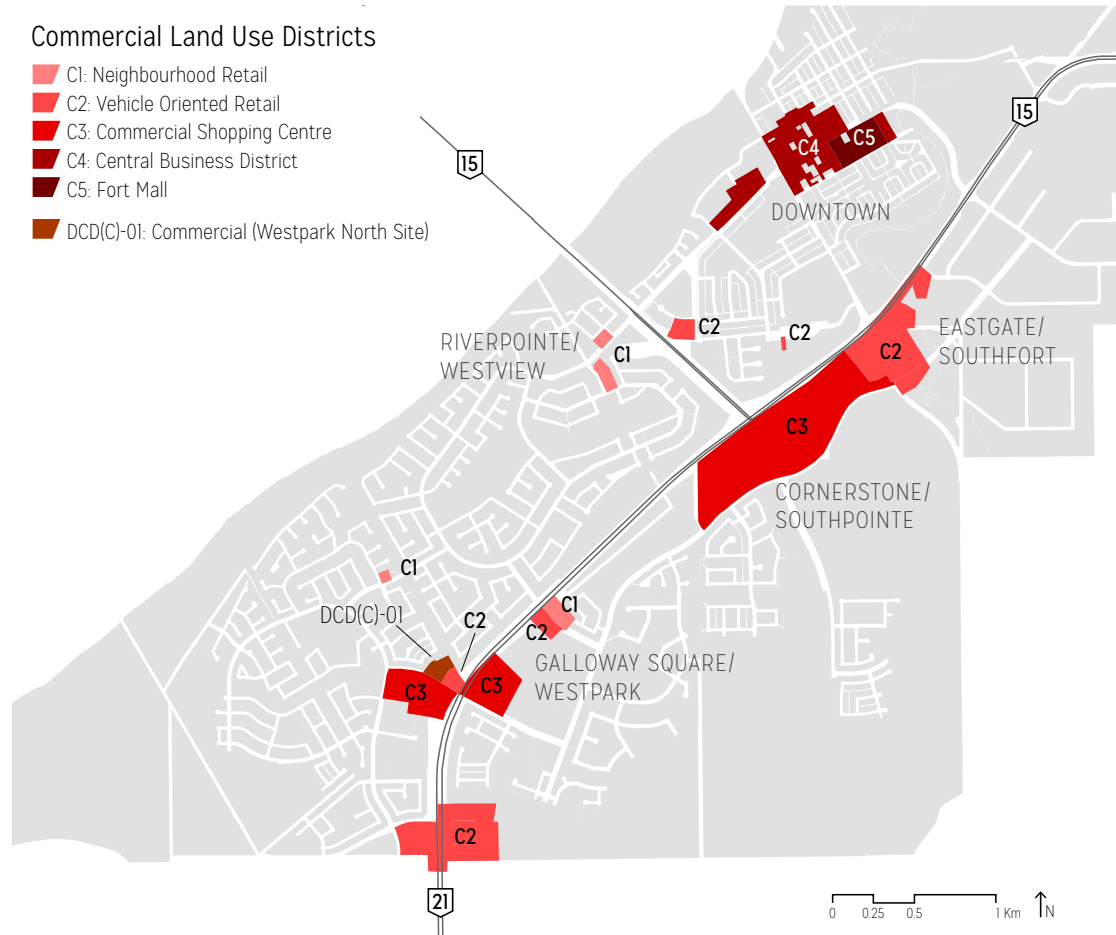 Commercial Land Use Districts
C1: Neighbourhood Retail
C2: Vehicle Oriented Retail
C3: Commercial Shopping Centre
C4: Central Business District
C5: Fort Mall
DCD(C)-01: Commercial (Westpark North Site)
15
15
C4
C5
DOWNTOWN
C2
C2
RIVERPOINTE/
WESTVIEW
C1
EASTGATE/
SOUTHFORT
C2
C3
CORNERSTONE/
SOUTHPOINTE
C1
DCD(C)-01
C2
C1
C2
GALLOWAY SQUARE/
WESTPARK
C3
C3
C2
21
0 0.25 0.5 1 Km
N